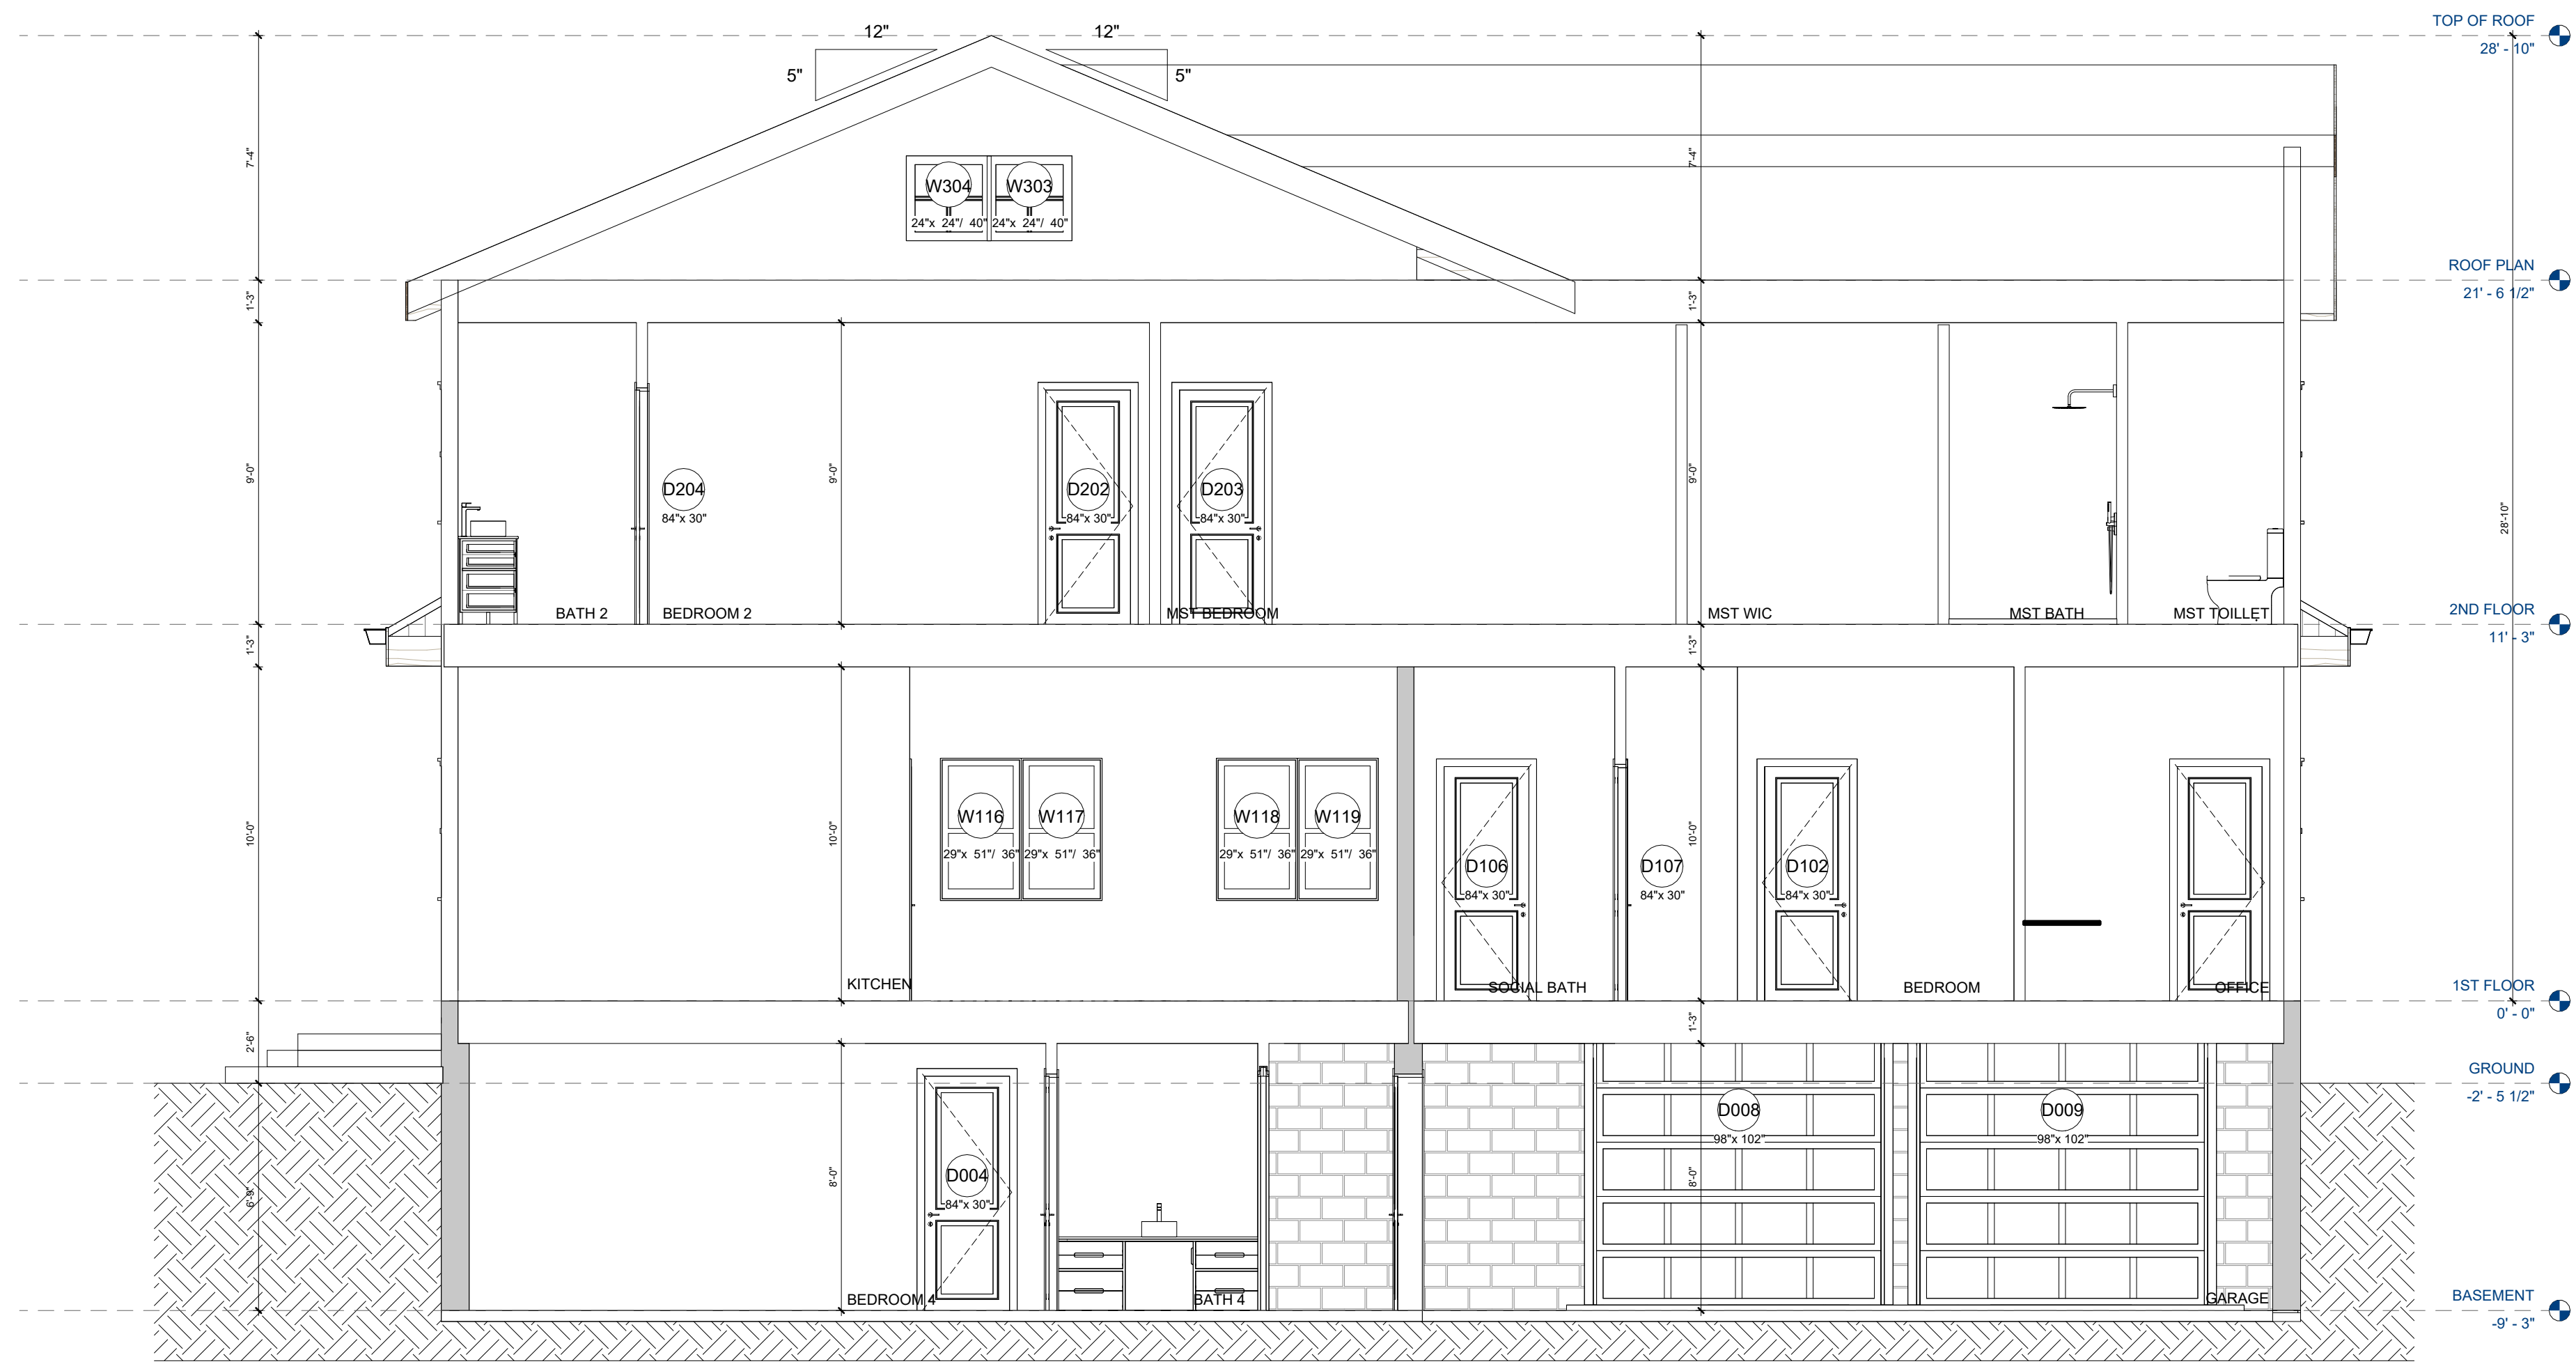 12" 12" TOP OF ROOF
5" 5" 28' - 10"
7'-4" 7'-4"
W304 W303
24"x 24"/ 40" 24"x 24"/ 40"
ROOF PLAN
1'-3" 1'-3" 21' - 6 1/2"
9'-0" 9'-0" 9'-0"
D204 D202 D203
84"x 30" 84"x 30" 84"x 30" 28'-10"
BATH 2 BEDROOM 2 MST BEDROOM MST WIC MST BATH MST TOILLET 2ND FLOOR
1'-3" 1'-3" 11' - 3"
W116 W117 W118 W119
10'-0" 10'-0" 10'-0"
29"x 51"/ 36" 29"x 51"/ 36" 29"x 51"/ 36" 29"x 51"/ 36"
D106 D107 D102
84"x 30" 84"x 30" 84"x 30"
KITCHEN SOCIAL BATH BEDROOM OFFICE 1ST FLOOR
0' - 0"
2'-6" 1'-3"
GROUND
-2' - 5 1/2"
D008 D009
98"x 102" 98"x 102"
D004
6'-9" 8'-0" 8'-0"
84"x 30"
BEDROOM 4 BATH 4 GARAGE BASEMENT
-9' - 3"